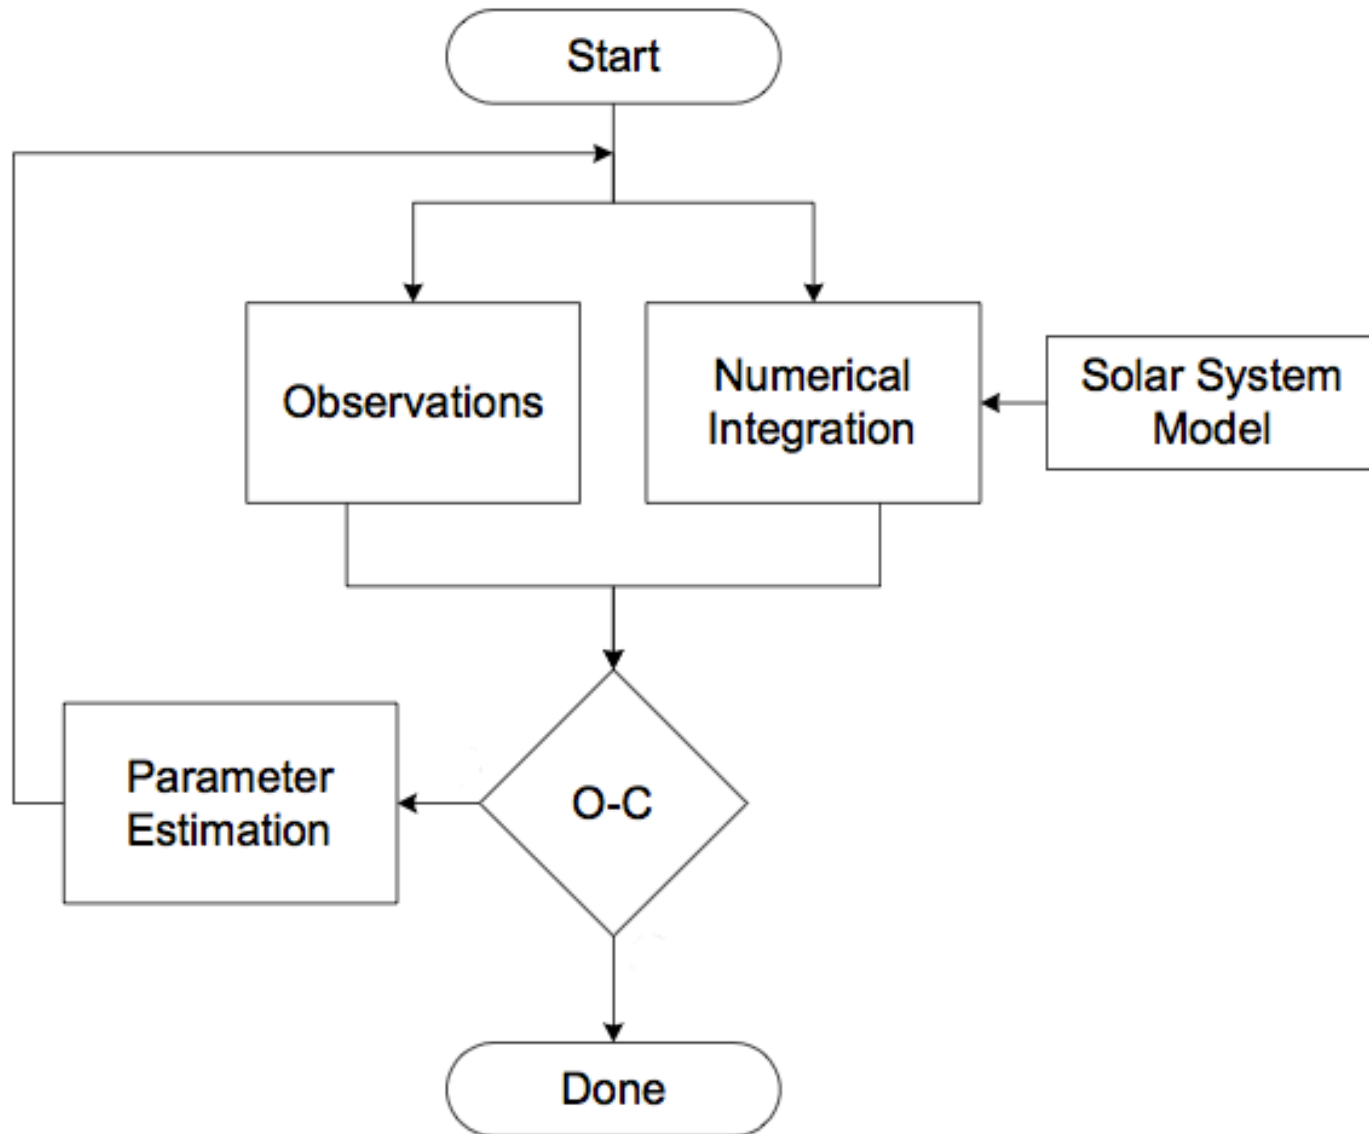 Start
Observations
Numerical
Integration
Solar System
Model
Parameter
Estimation
O-C
Done